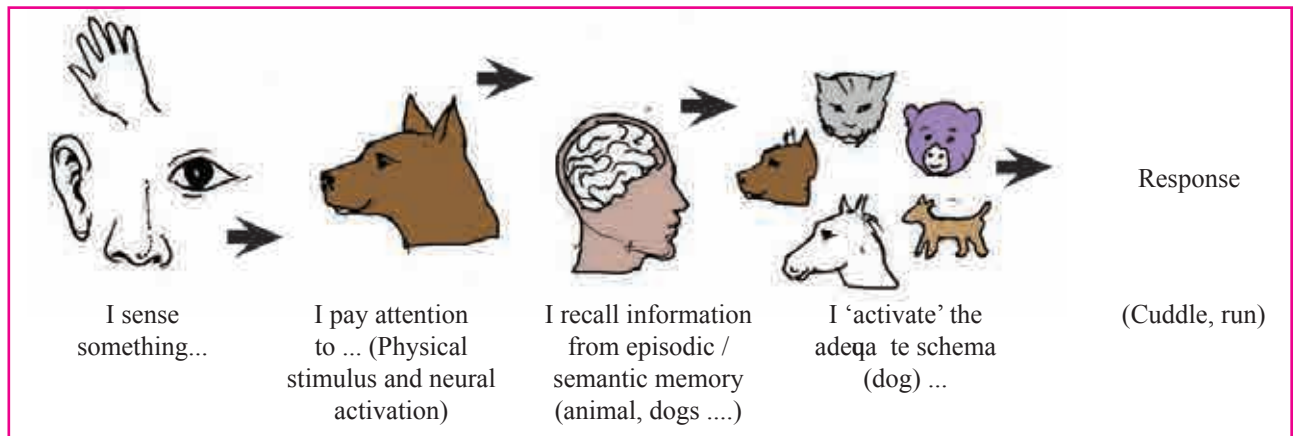 Response
I sense
something...
I pay attention
to ... (Physical
stimulus and neural
activation)
I recall information
from episodic /
semantic memory
(animal, dogs ....)
I ‘activate’ the
adeqa te schema
(dog) ...
(Cuddle, run)